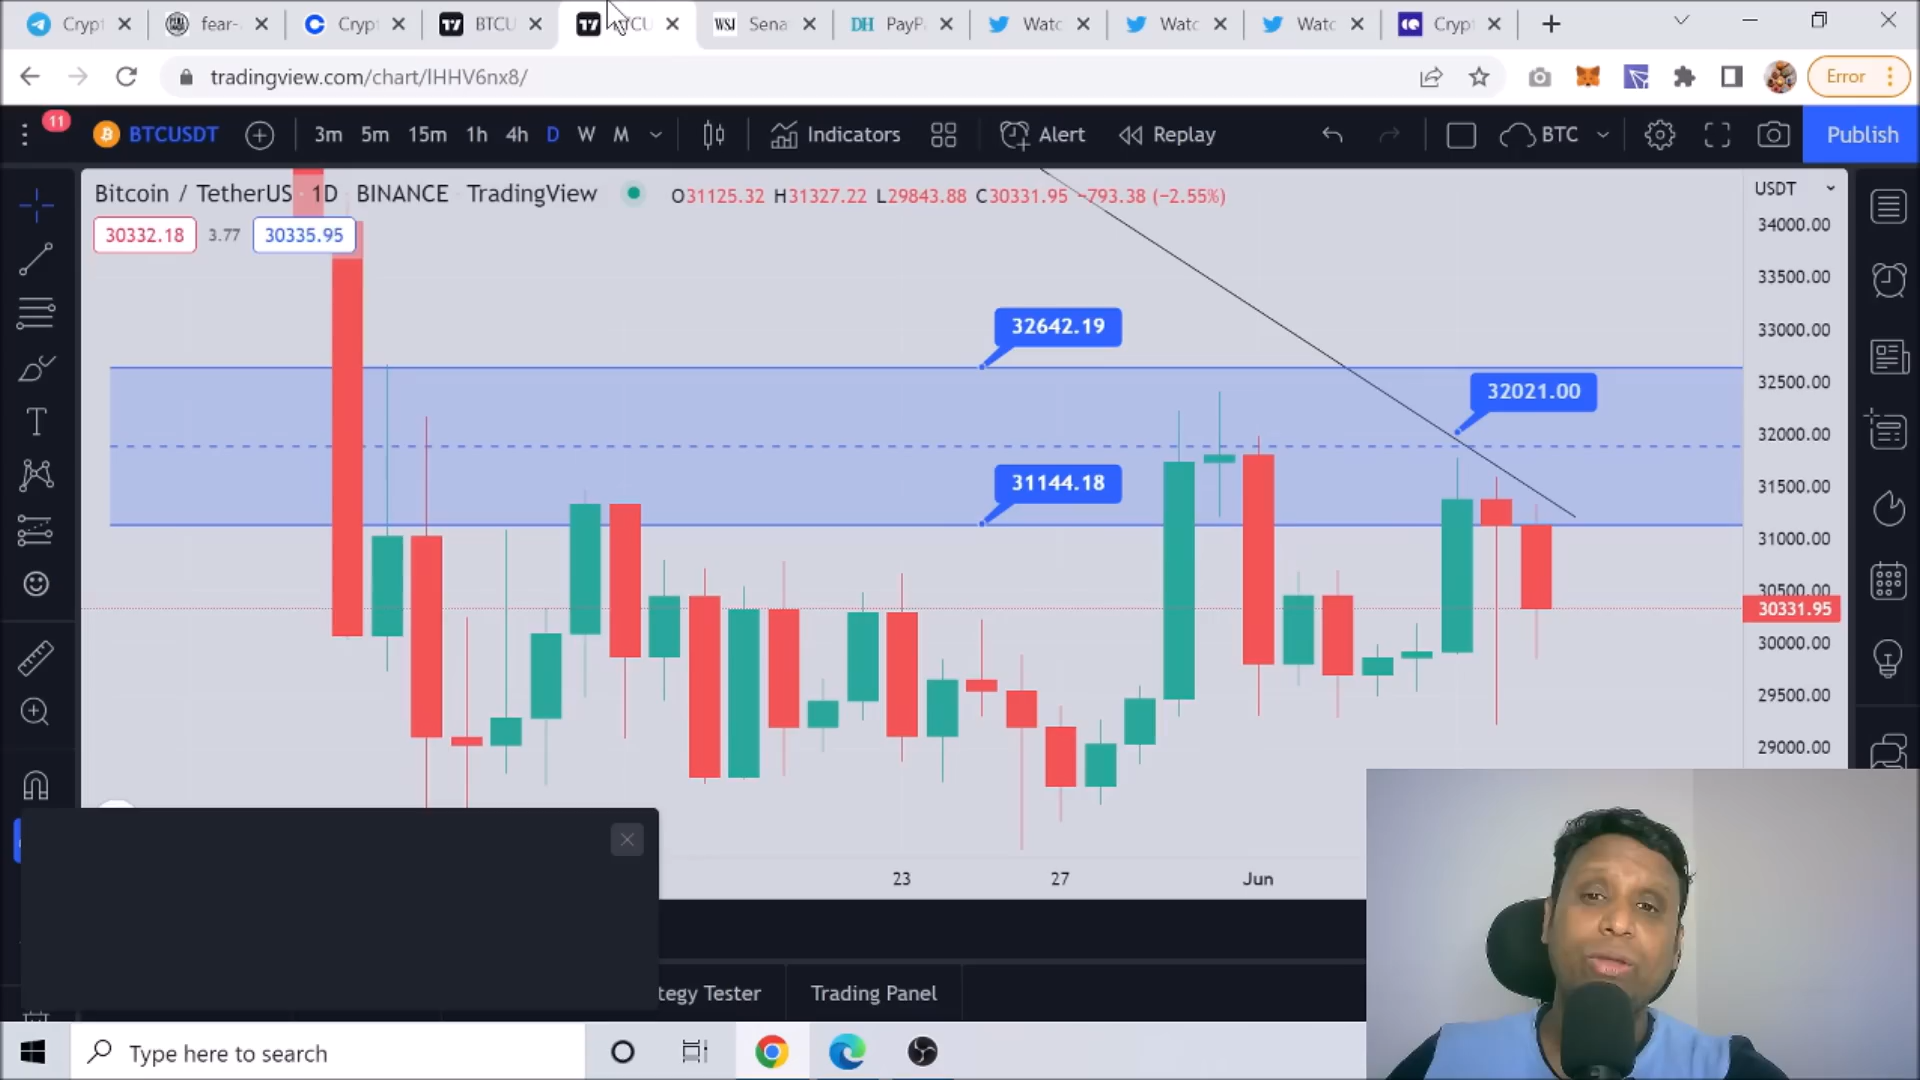 Crypt
fear-
Cryp
BTCU
Sena
PayP
Watc
Watc
Watc
Cryp
tradingview.com/chart/IHHV6nx8/
Error
11
BTCUSDT
3m 5m 15m 1h 4h D W M
Indicators
Alert
Replay
BTC
Publish
Bitcoin / TetherUS · 1D BINANCE TradingView
O31125.32 H31327.22 L29843.88 C30331.95 −793.38 (−2.55%)
USDT
30332.18 3.77 30335.95
34000.00
33500.00
33000.00
32642.19
32500.00
32021.00
32000.00
31500.00
31144.18
31000.00
30500.00
30331.95
30000.00
29500.00
29000.00
23 27 Jun
tegy Tester
Trading Panel
Type here to search